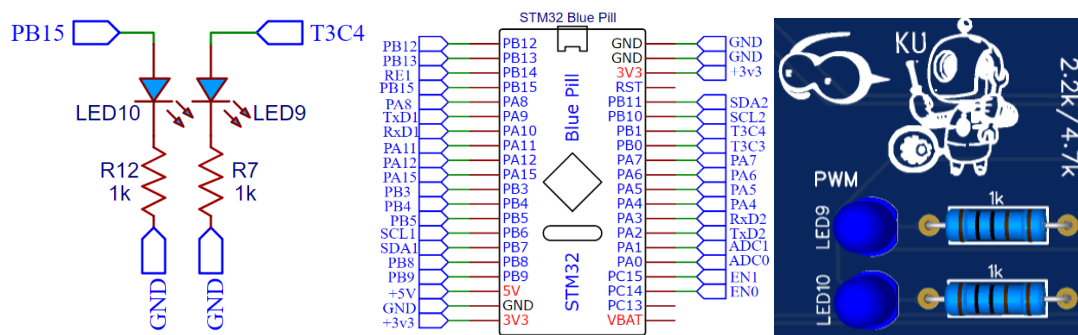 PB15
T3C4
LED10
LED9
R12
1k
R7
1k
GND
GND
STM32 Blue Pill
PB12
PB13
RE1
PB15
PA8
TxD1
RxD1
PA11
PA12
PA15
PB3
PB4
PB5
SCL1
SDA1
PB8
PB9
+5V
GND
+3v3
PB12
PB13
PB14
PB15
PA8
PA9
PA10
PA11
PA12
PA15
PB3
PB4
PB5
PB6
PB7
PB8
PB9
5V
GND
3V3
Blue Pill
STM32
GND
GND
3V3
RST
PB11
PB10
PB1
PB0
PA7
PA6
PA5
PA4
PA3
PA2
PA1
PA0
PC15
PC14
PC13
VBAT
GND
GND
+3v3
SDA2
SCL2
T3C4
T3C3
PA7
PA6
PA5
PA4
RxD2
TxD2
ADC1
ADC0
EN1
EN0
KU
2.2k/4.7k
PWM
LED9
1k
LED10
1k